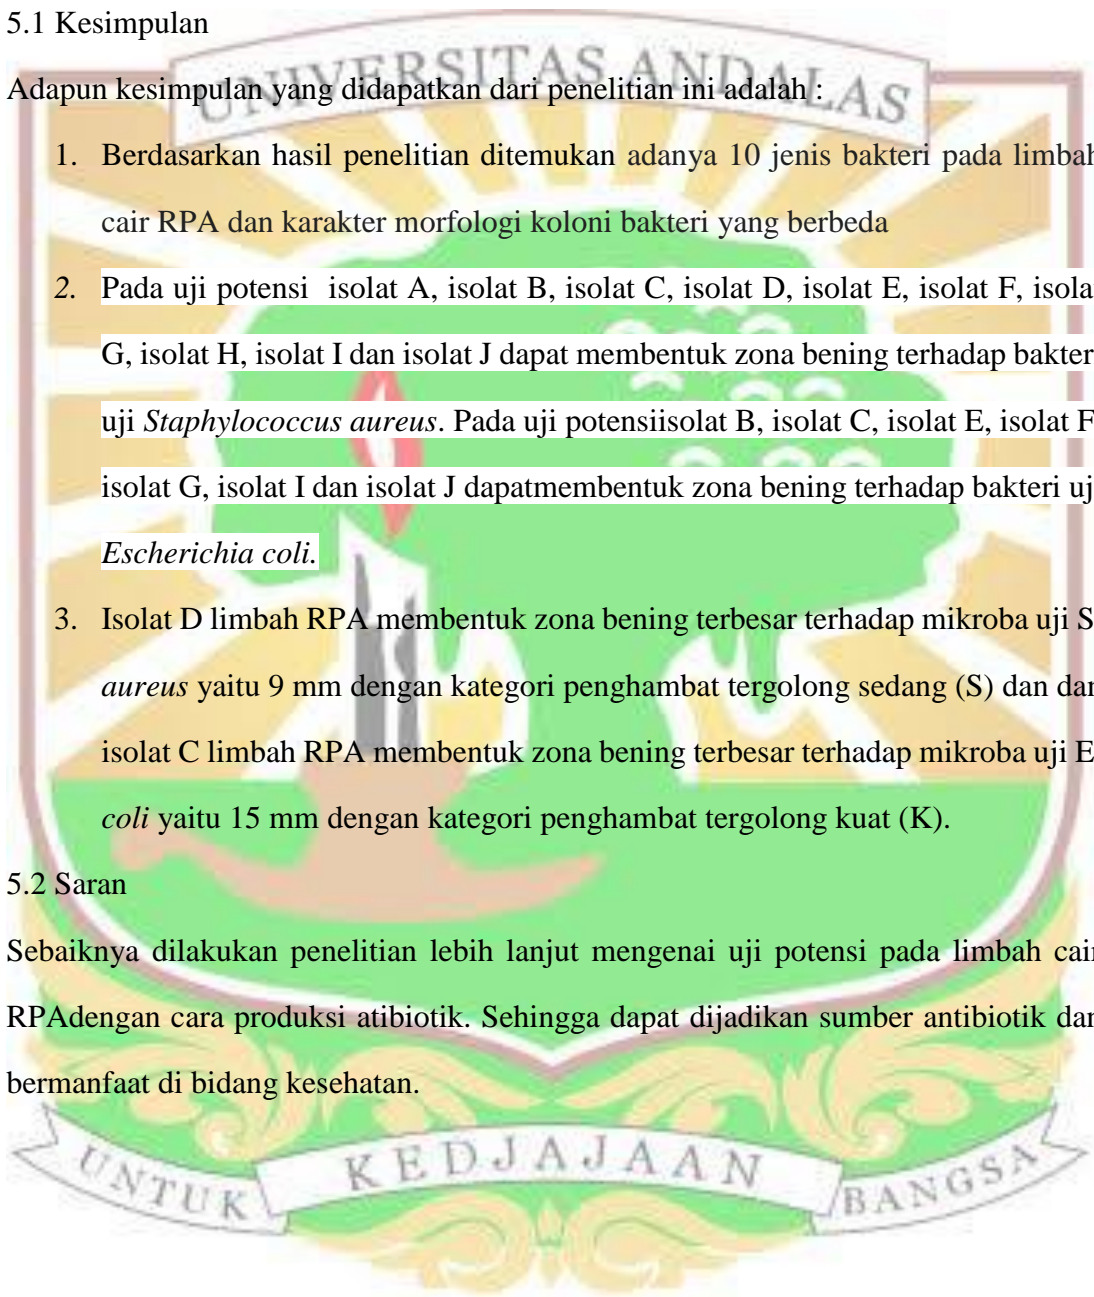 5.1 Kesimpulan
UNIVERSITAS ANDALAS
Adapun kesimpulan yang didapatkan dari penelitian ini adalah :
1. Berdasarkan hasil penelitian ditemukan adanya 10 jenis bakteri pada limbah
cair RPA dan karakter morfologi koloni bakteri yang berbeda
2. Pada uji potensi isolat A, isolat B, isolat C, isolat D, isolat E, isolat F, isola
G, isolat H, isolat I dan isolat J dapat membentuk zona bening terhadap bakter
uji Staphylococcus aureus. Pada uji potensiisolat B, isolat C, isolat E, isolat F
isolat G, isolat I dan isolat J dapatmembentuk zona bening terhadap bakteri uj
Escherichia coli.
3. Isolat D limbah RPA membentuk zona bening terbesar terhadap mikroba uji S
aureus yaitu 9 mm dengan kategori penghambat tergolong sedang (S) dan dan
isolat C limbah RPA membentuk zona bening terbesar terhadap mikroba uji E
coli yaitu 15 mm dengan kategori penghambat tergolong kuat (K).
5.2 Saran
Sebaiknya dilakukan penelitian lebih lanjut mengenai uji potensi pada limbah cair
RPAdengan cara produksi atibiotik. Sehingga dapat dijadikan sumber antibiotik dan
bermanfaat di bidang kesehatan.
UNTUK KEDJAJAAN BANGSA